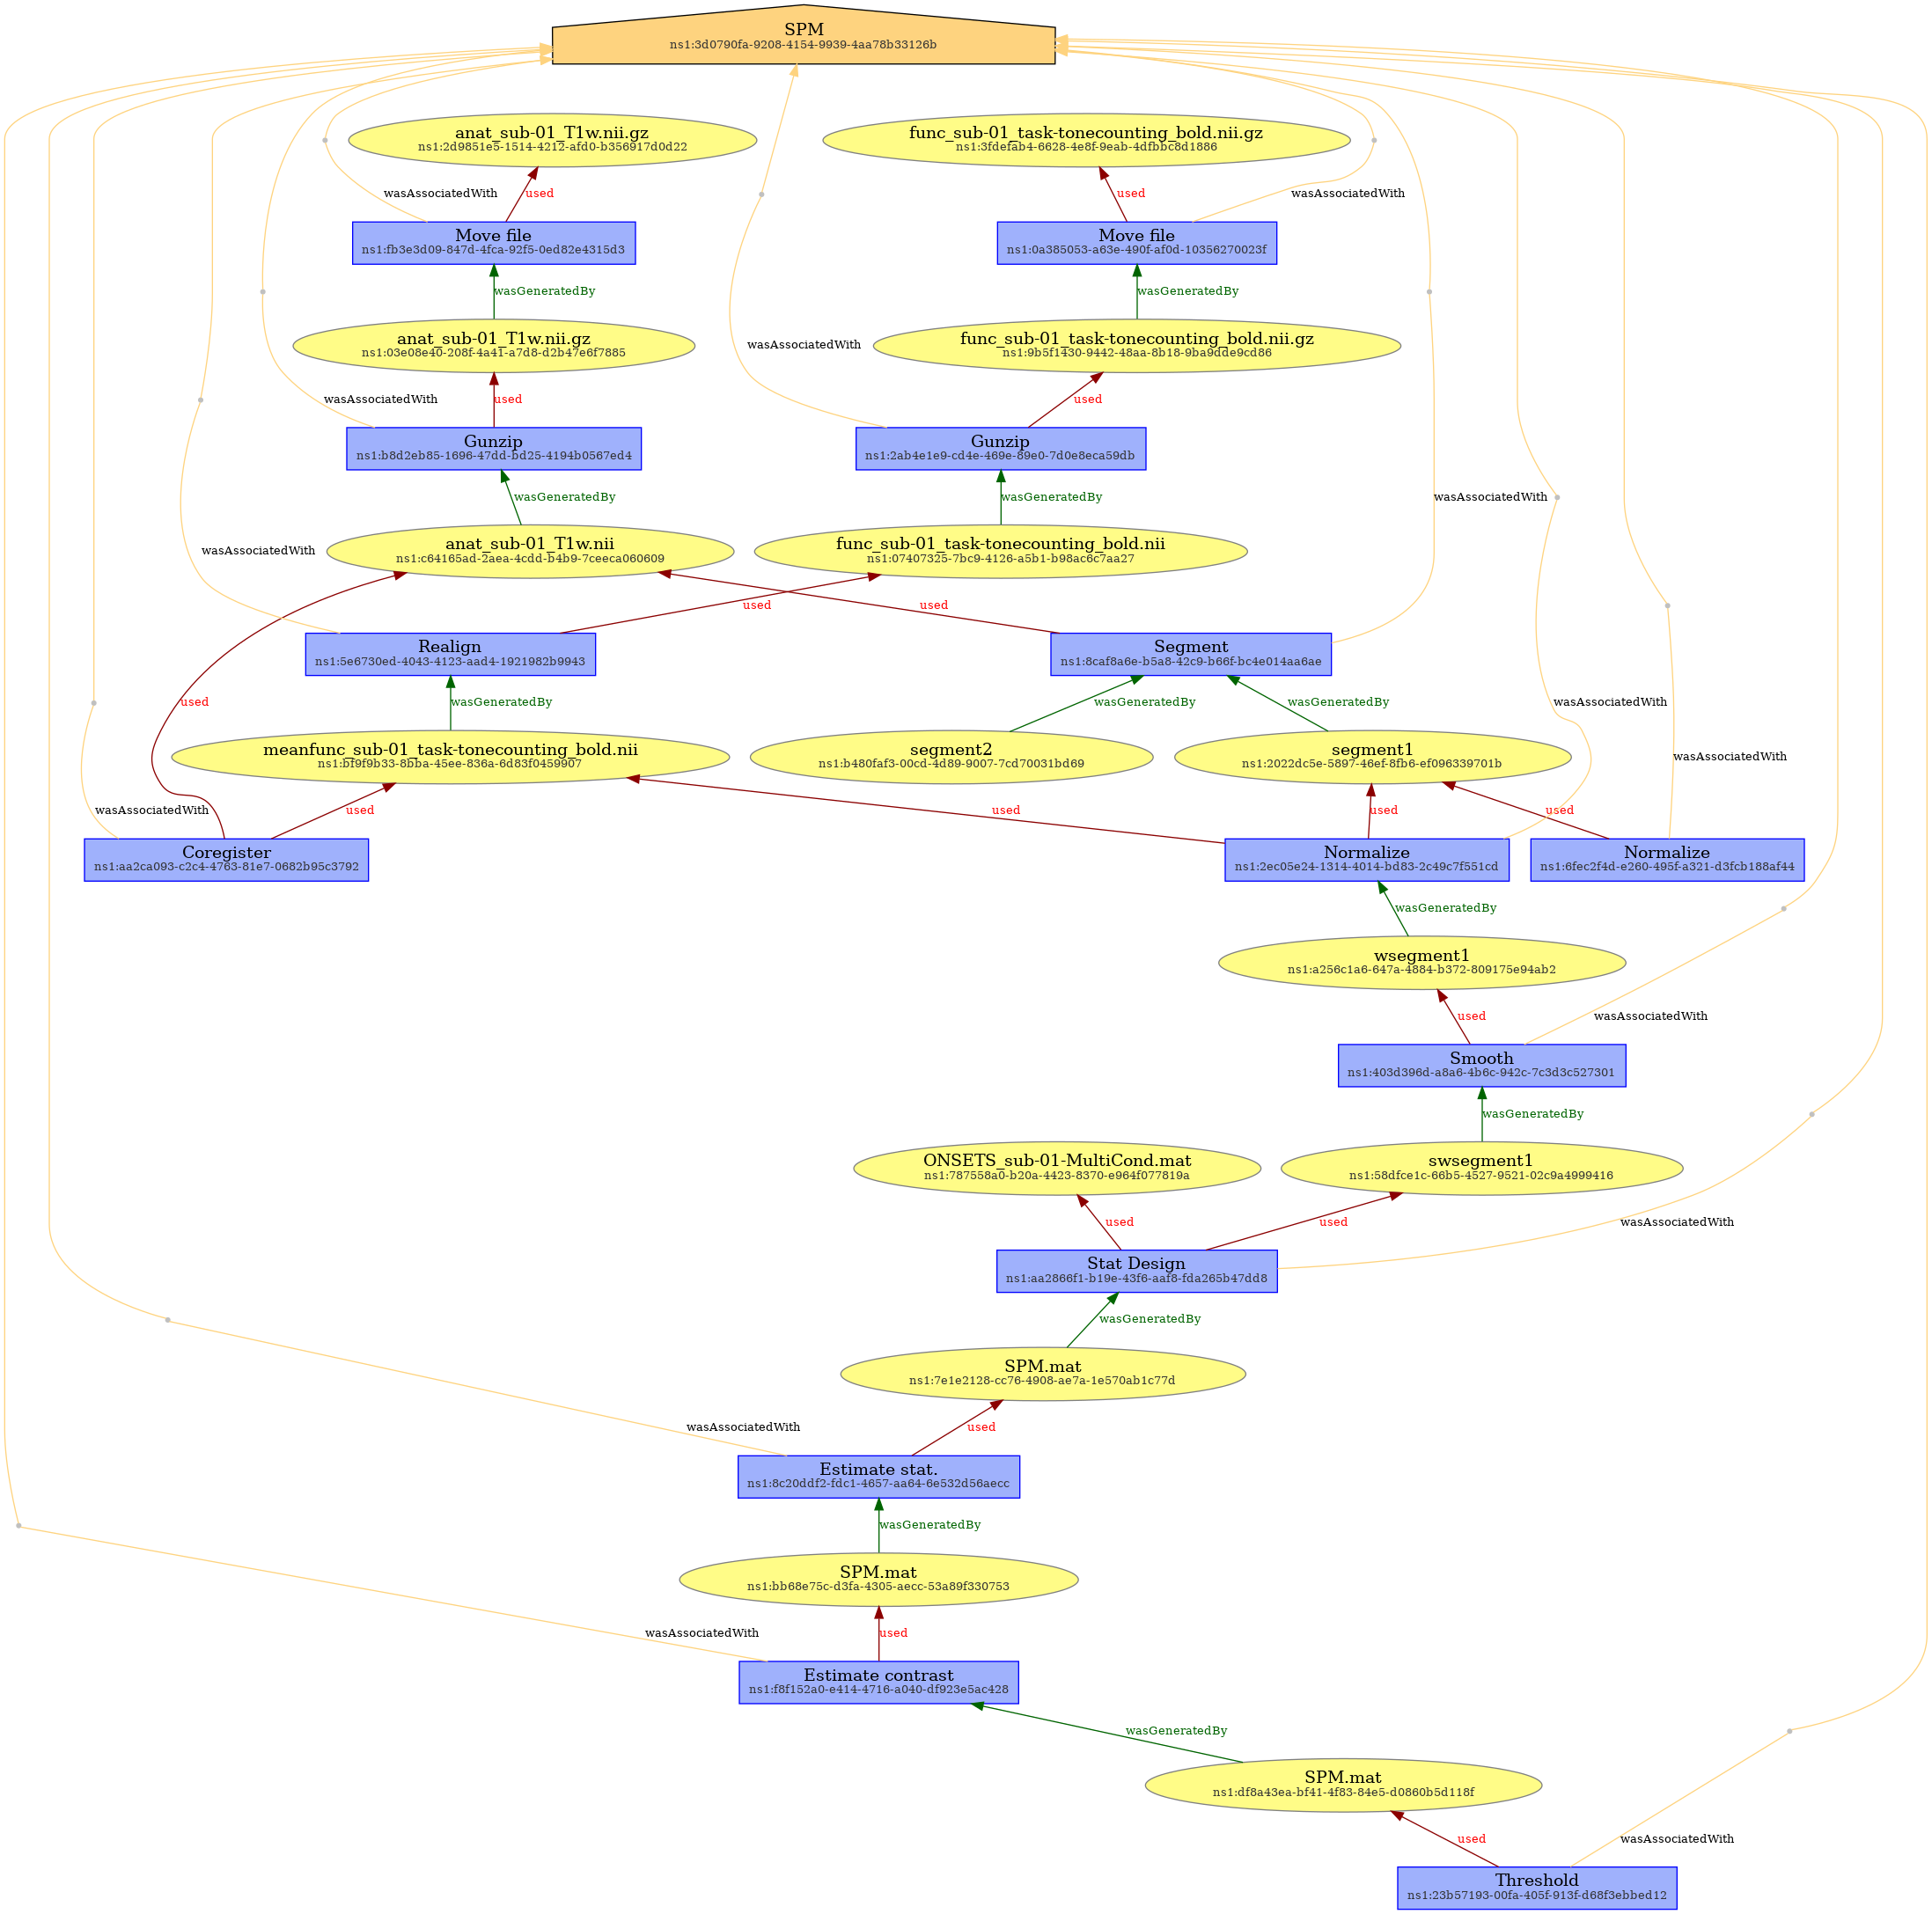 SPM
ns1:3d0790fa-9208-4154-9939-4aa78b33126b
anat_sub-01_T1w.nii.gz
ns1:2d9851e5-1514-4212-afd0-b356917d0d22
func_sub-01_task-tonecounting_bold.nii.gz
ns1:3fdefab4-6628-4e8f-9eab-4dfbbc8d1886
wasAssociatedWith
used
used
wasAssociatedWith
Move file
ns1:fb3e3d09-847d-4fca-92f5-0ed82e4315d3
Move file
ns1:0a385053-a63e-490f-af0d-10356270023f
wasGeneratedBy
wasGeneratedBy
anat_sub-01_T1w.nii.gz
ns1:03e08e40-208f-4a41-a7d8-d2b47e6f7885
wasAssociatedWith
func_sub-01_task-tonecounting_bold.nii.gz
ns1:9b5f1430-9442-48aa-8b18-9ba9dde9cd86
wasAssociatedWith
used
used
Gunzip
ns1:b8d2eb85-1696-47dd-bd25-4194b0567ed4
Gunzip
ns1:2ab4e1e9-cd4e-469e-89e0-7d0e8eca59db
wasGeneratedBy
wasGeneratedBy
wasAssociatedWith
wasAssociatedWith
anat_sub-01_T1w.nii
ns1:c64165ad-2aea-4cdd-b4b9-7ceeca060609
func_sub-01_task-tonecounting_bold.nii
ns1:07407325-7bc9-4126-a5b1-b98ac6c7aa27
used
used
Realign
ns1:5e6730ed-4043-4123-aad4-1921982b9943
Segment
ns1:8caf8a6e-b5a8-42c9-b66f-bc4e014aa6ae
used
wasGeneratedBy
wasGeneratedBy
wasGeneratedBy
wasAssociatedWith
meanfunc_sub-01_task-tonecounting_bold.nii
ns1:bf9f9b33-8bba-45ee-836a-6d83f0459907
segment2
ns1:b480faf3-00cd-4d89-9007-7cd70031bd69
segment1
ns1:2022dc5e-5897-46ef-8fb6-ef096339701b
wasAssociatedWith
wasAssociatedWith
used
used
used
used
Coregister
ns1:aa2ca093-c2c4-4763-81e7-0682b95c3792
Normalize
ns1:2ec05e24-1314-4014-bd83-2c49c7f551cd
Normalize
ns1:6fec2f4d-e260-495f-a321-d3fcb188af44
wasGeneratedBy
wsegment1
ns1:a256c1a6-647a-4884-b372-809175e94ab2
used
wasAssociatedWith
Smooth
ns1:403d396d-a8a6-4b6c-942c-7c3d3c527301
wasGeneratedBy
ONSETS_sub-01-MultiCond.mat
ns1:787558a0-b20a-4423-8370-e964f077819a
swsegment1
ns1:58dfce1c-66b5-4527-9521-02c9a4999416
used
used
wasAssociatedWith
Stat Design
ns1:aa2866f1-b19e-43f6-aaf8-fda265b47dd8
wasGeneratedBy
SPM.mat
ns1:7e1e2128-cc76-4908-ae7a-1e570ab1c77d
wasAssociatedWith
used
Estimate stat.
ns1:8c20ddf2-fdc1-4657-aa64-6e532d56aecc
wasGeneratedBy
SPM.mat
ns1:bb68e75c-d3fa-4305-aecc-53a89f330753
wasAssociatedWith
used
Estimate contrast
ns1:f8f152a0-e414-4716-a040-df923e5ac428
wasGeneratedBy
SPM.mat
ns1:df8a43ea-bf41-4f83-84e5-d0860b5d118f
used
wasAssociatedWith
Threshold
ns1:23b57193-00fa-405f-913f-d68f3ebbed12